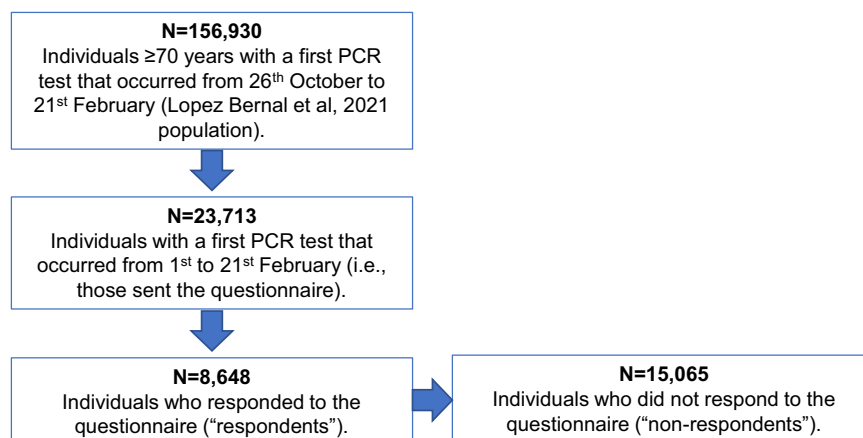 N=156,930
Individuals ≥70 years with a first PCR
test that occurred from 26th October to
21st February (Lopez Bernal et al, 2021
population).
N=23,713
Individuals with a first PCR test that
occurred from 1st to 21st February (i.e.,
those sent the questionnaire).
N=8,648
Individuals who responded to the
questionnaire (“respondents”).
N=15,065
Individuals who did not respond to the
questionnaire (“non-respondents”).